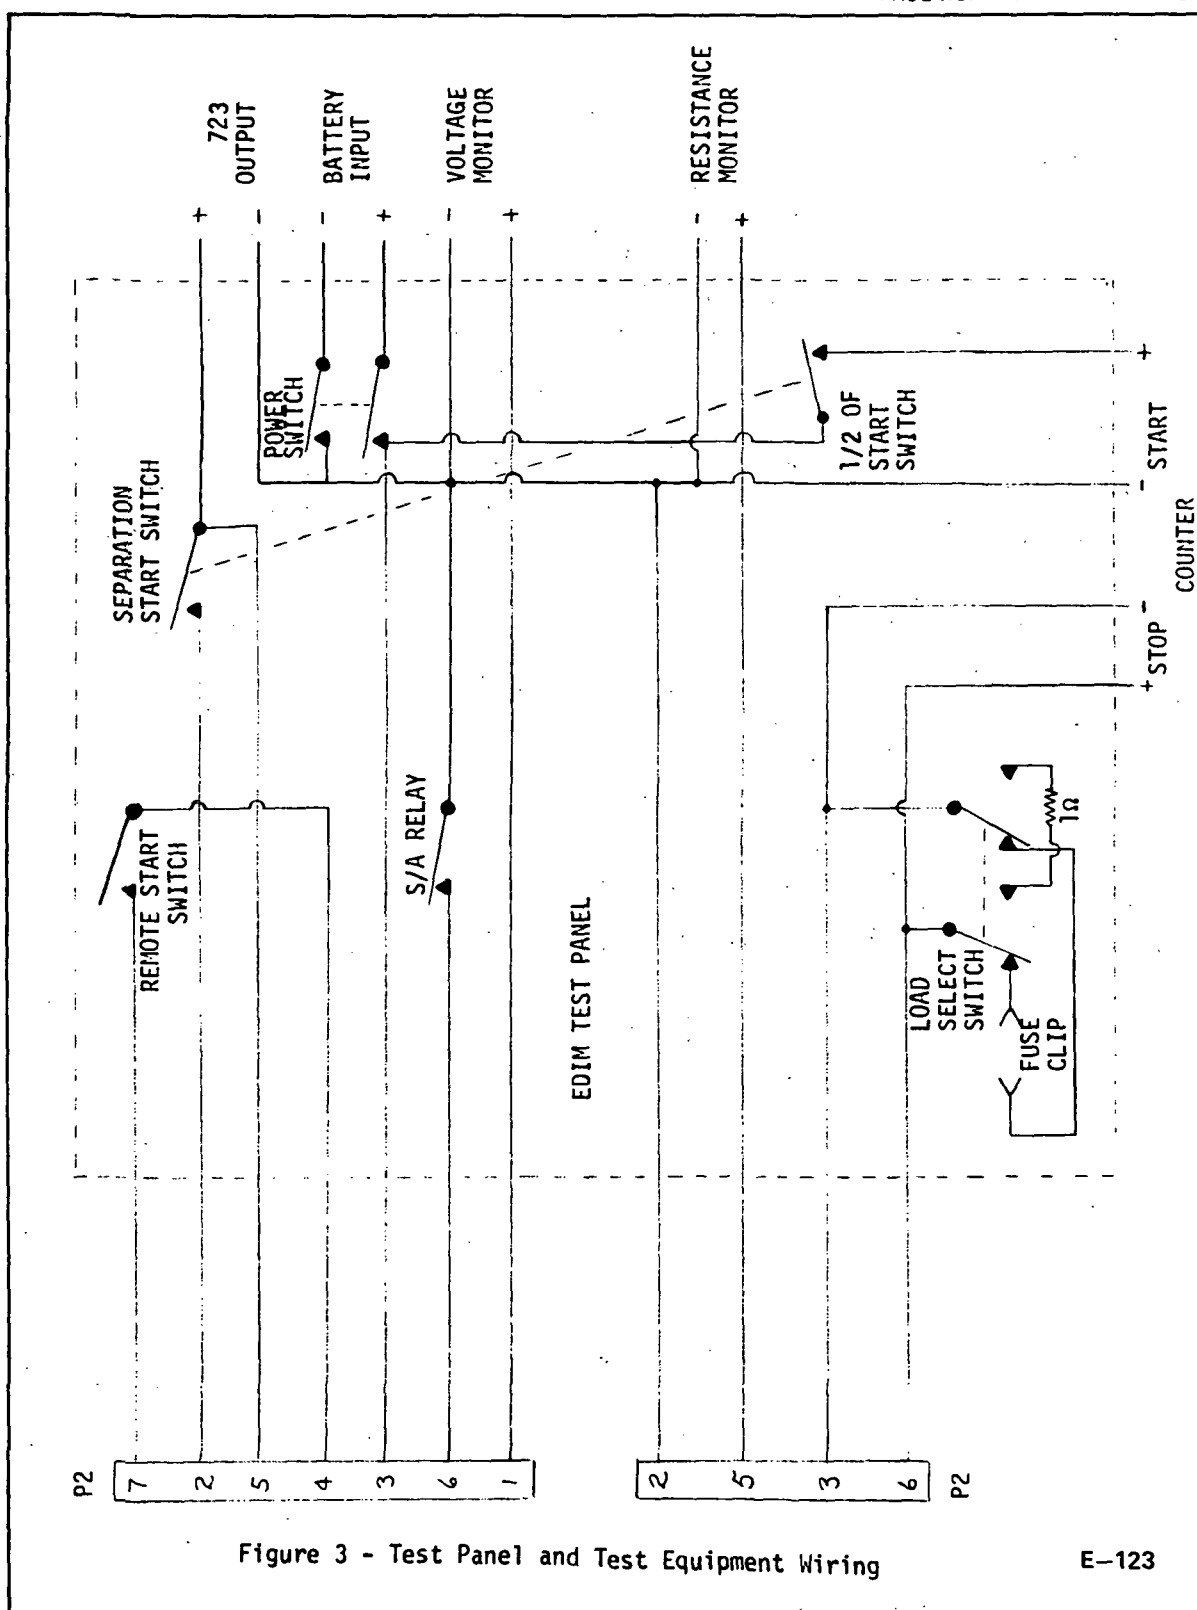 723
OUTPUT
BATTERY
INPUT
VOLTAGE
MONITOR
RESISTANCE
MONITOR
+
-
-
+
-
+
-
+
POWER
SWITCH
1/2 OF
START
SWITCH
SEPARATION
START SWITCH
+
-
START
COUNTER
-
+
STOP
REMOTE START
SWITCH
S/A RELAY
1Ω
EDIM TEST PANEL
LOAD
SELECT
SWITCH
FUSE
CLIP
P2
7
2
5
4
3
6
1
2
5
3
6
P2
Figure 3 - Test Panel and Test Equipment Wiring
E-123